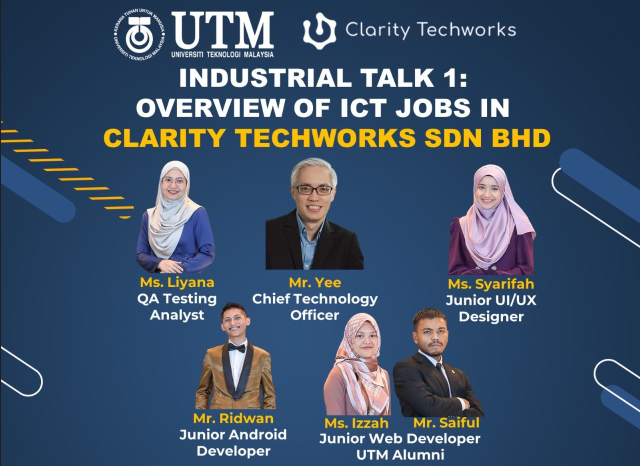 UTM
UNIVERSITI TEKNOLOGI MALAYSIA
Clarity Techworks
INDUSTRIAL TALK 1:
OVERVIEW OF ICT JOBS IN
CLARITY TECHWORKS SDN BHD
Ms. Liyana
QA Testing
Analyst
Mr. Yee
Chief Technology
Officer
Ms. Syarifah
Junior UI/UX
Designer
Mr. Ridwan
Junior Android
Developer
Ms. Izzah
Mr. Saiful
Junior Web Developer
UTM Alumni